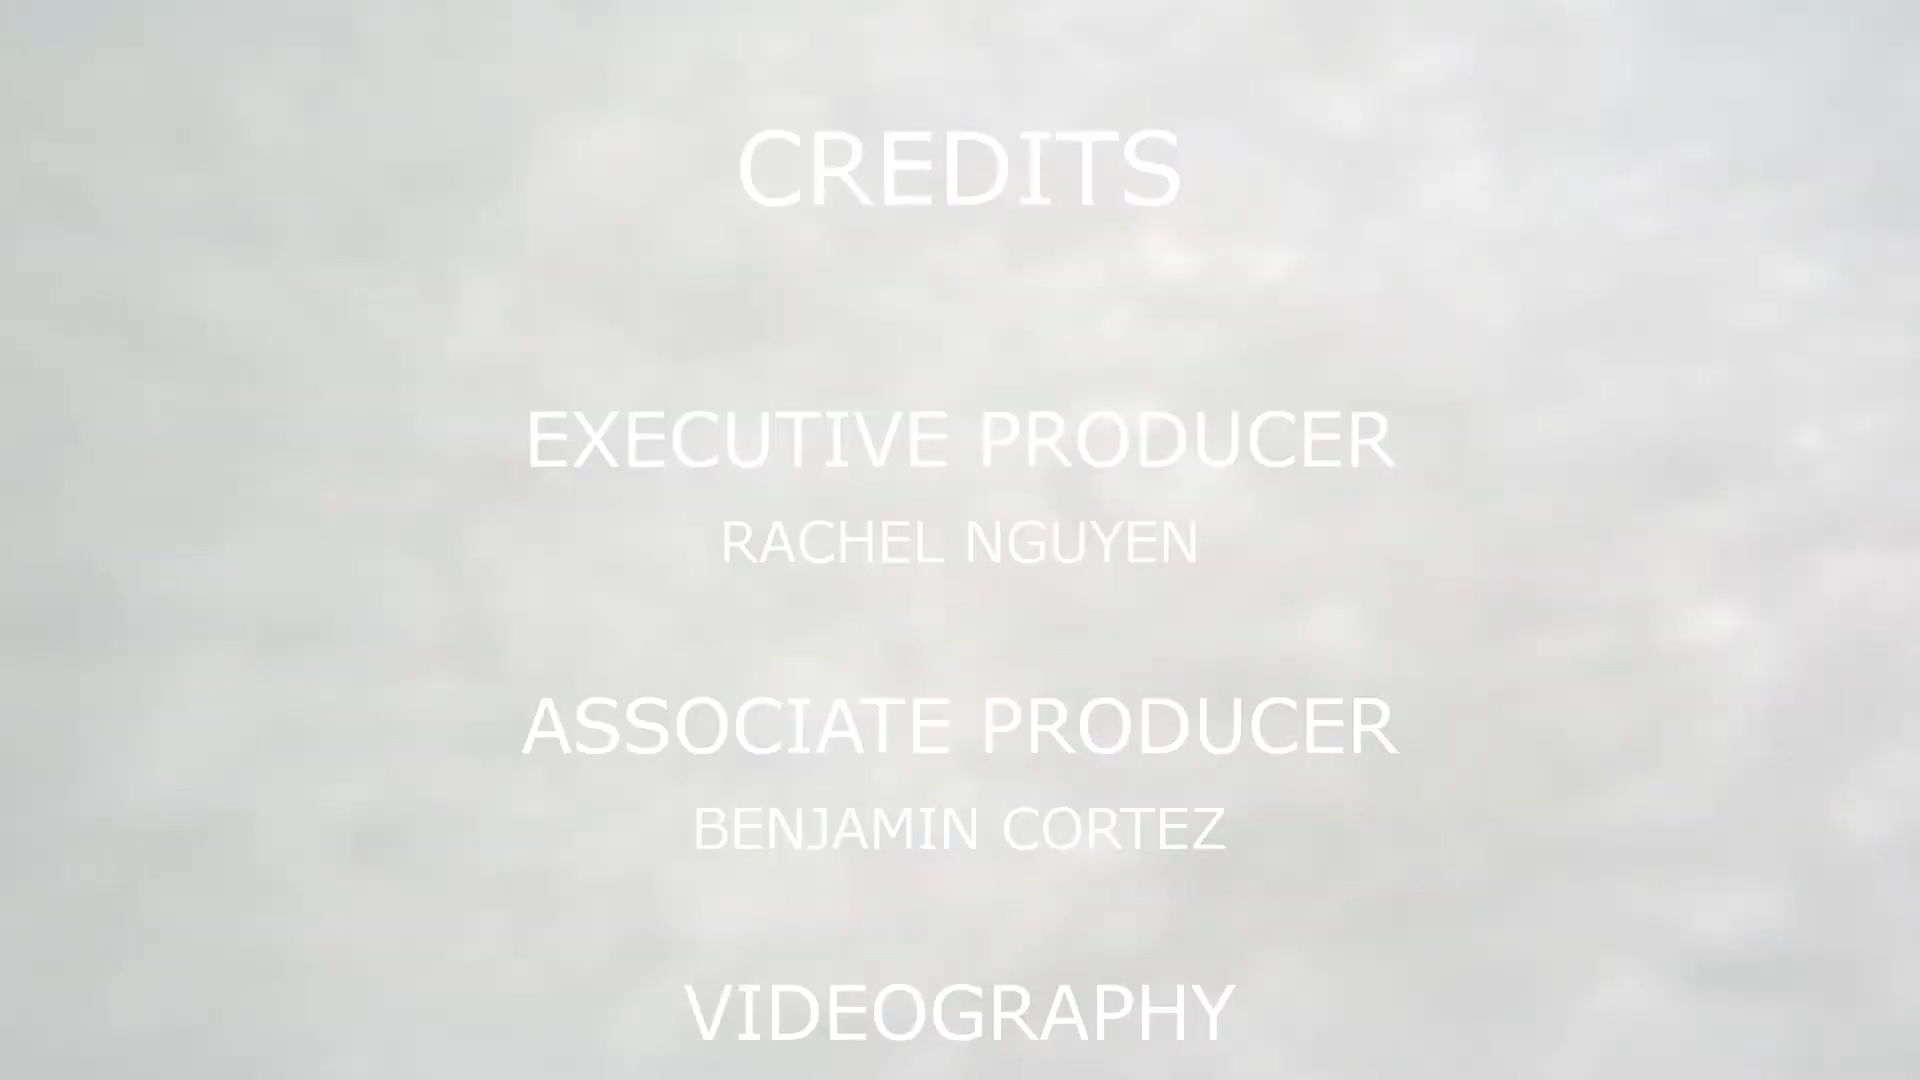 CREDITS
EXECUTIVE PRODUCER
RACHEL NGUYEN
ASSOCIATE PRODUCER
BENJAMIN CORTEZ
VIDEOGRAPHY